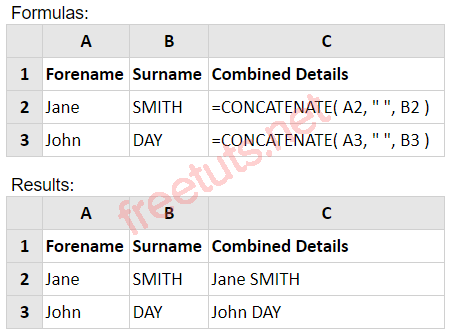 Formulas:
A B C
1 Forename Surname Combined Details
2 Jane SMITH =CONCATENATE( A2, " ", B2 )
3 John DAY =CONCATENATE( A3, " ", B3 )
Results:
A B C
1 Forename Surname Combined Details
2 Jane SMITH Jane SMITH
3 John DAY John DAY
freetuts.net